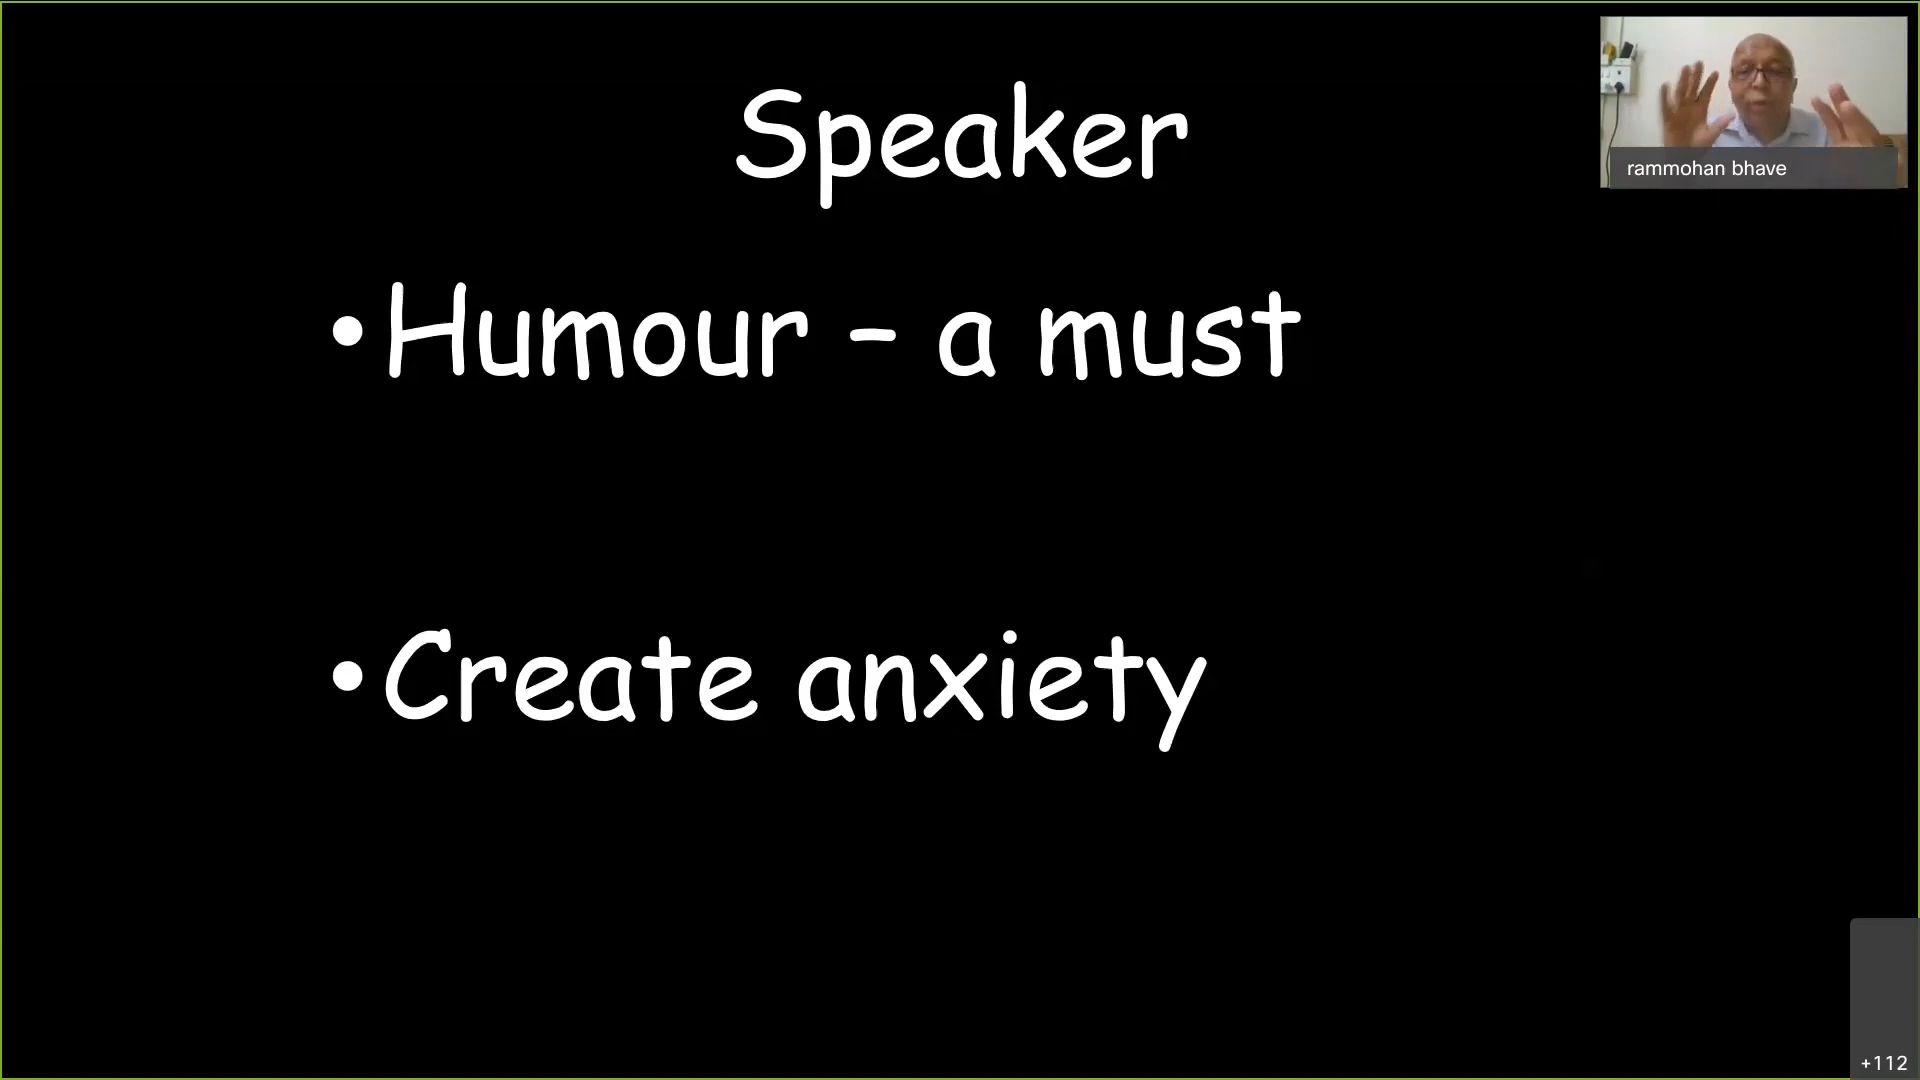 Speaker
rammohan bhave
• Humour – a must
• Create anxiety
+112